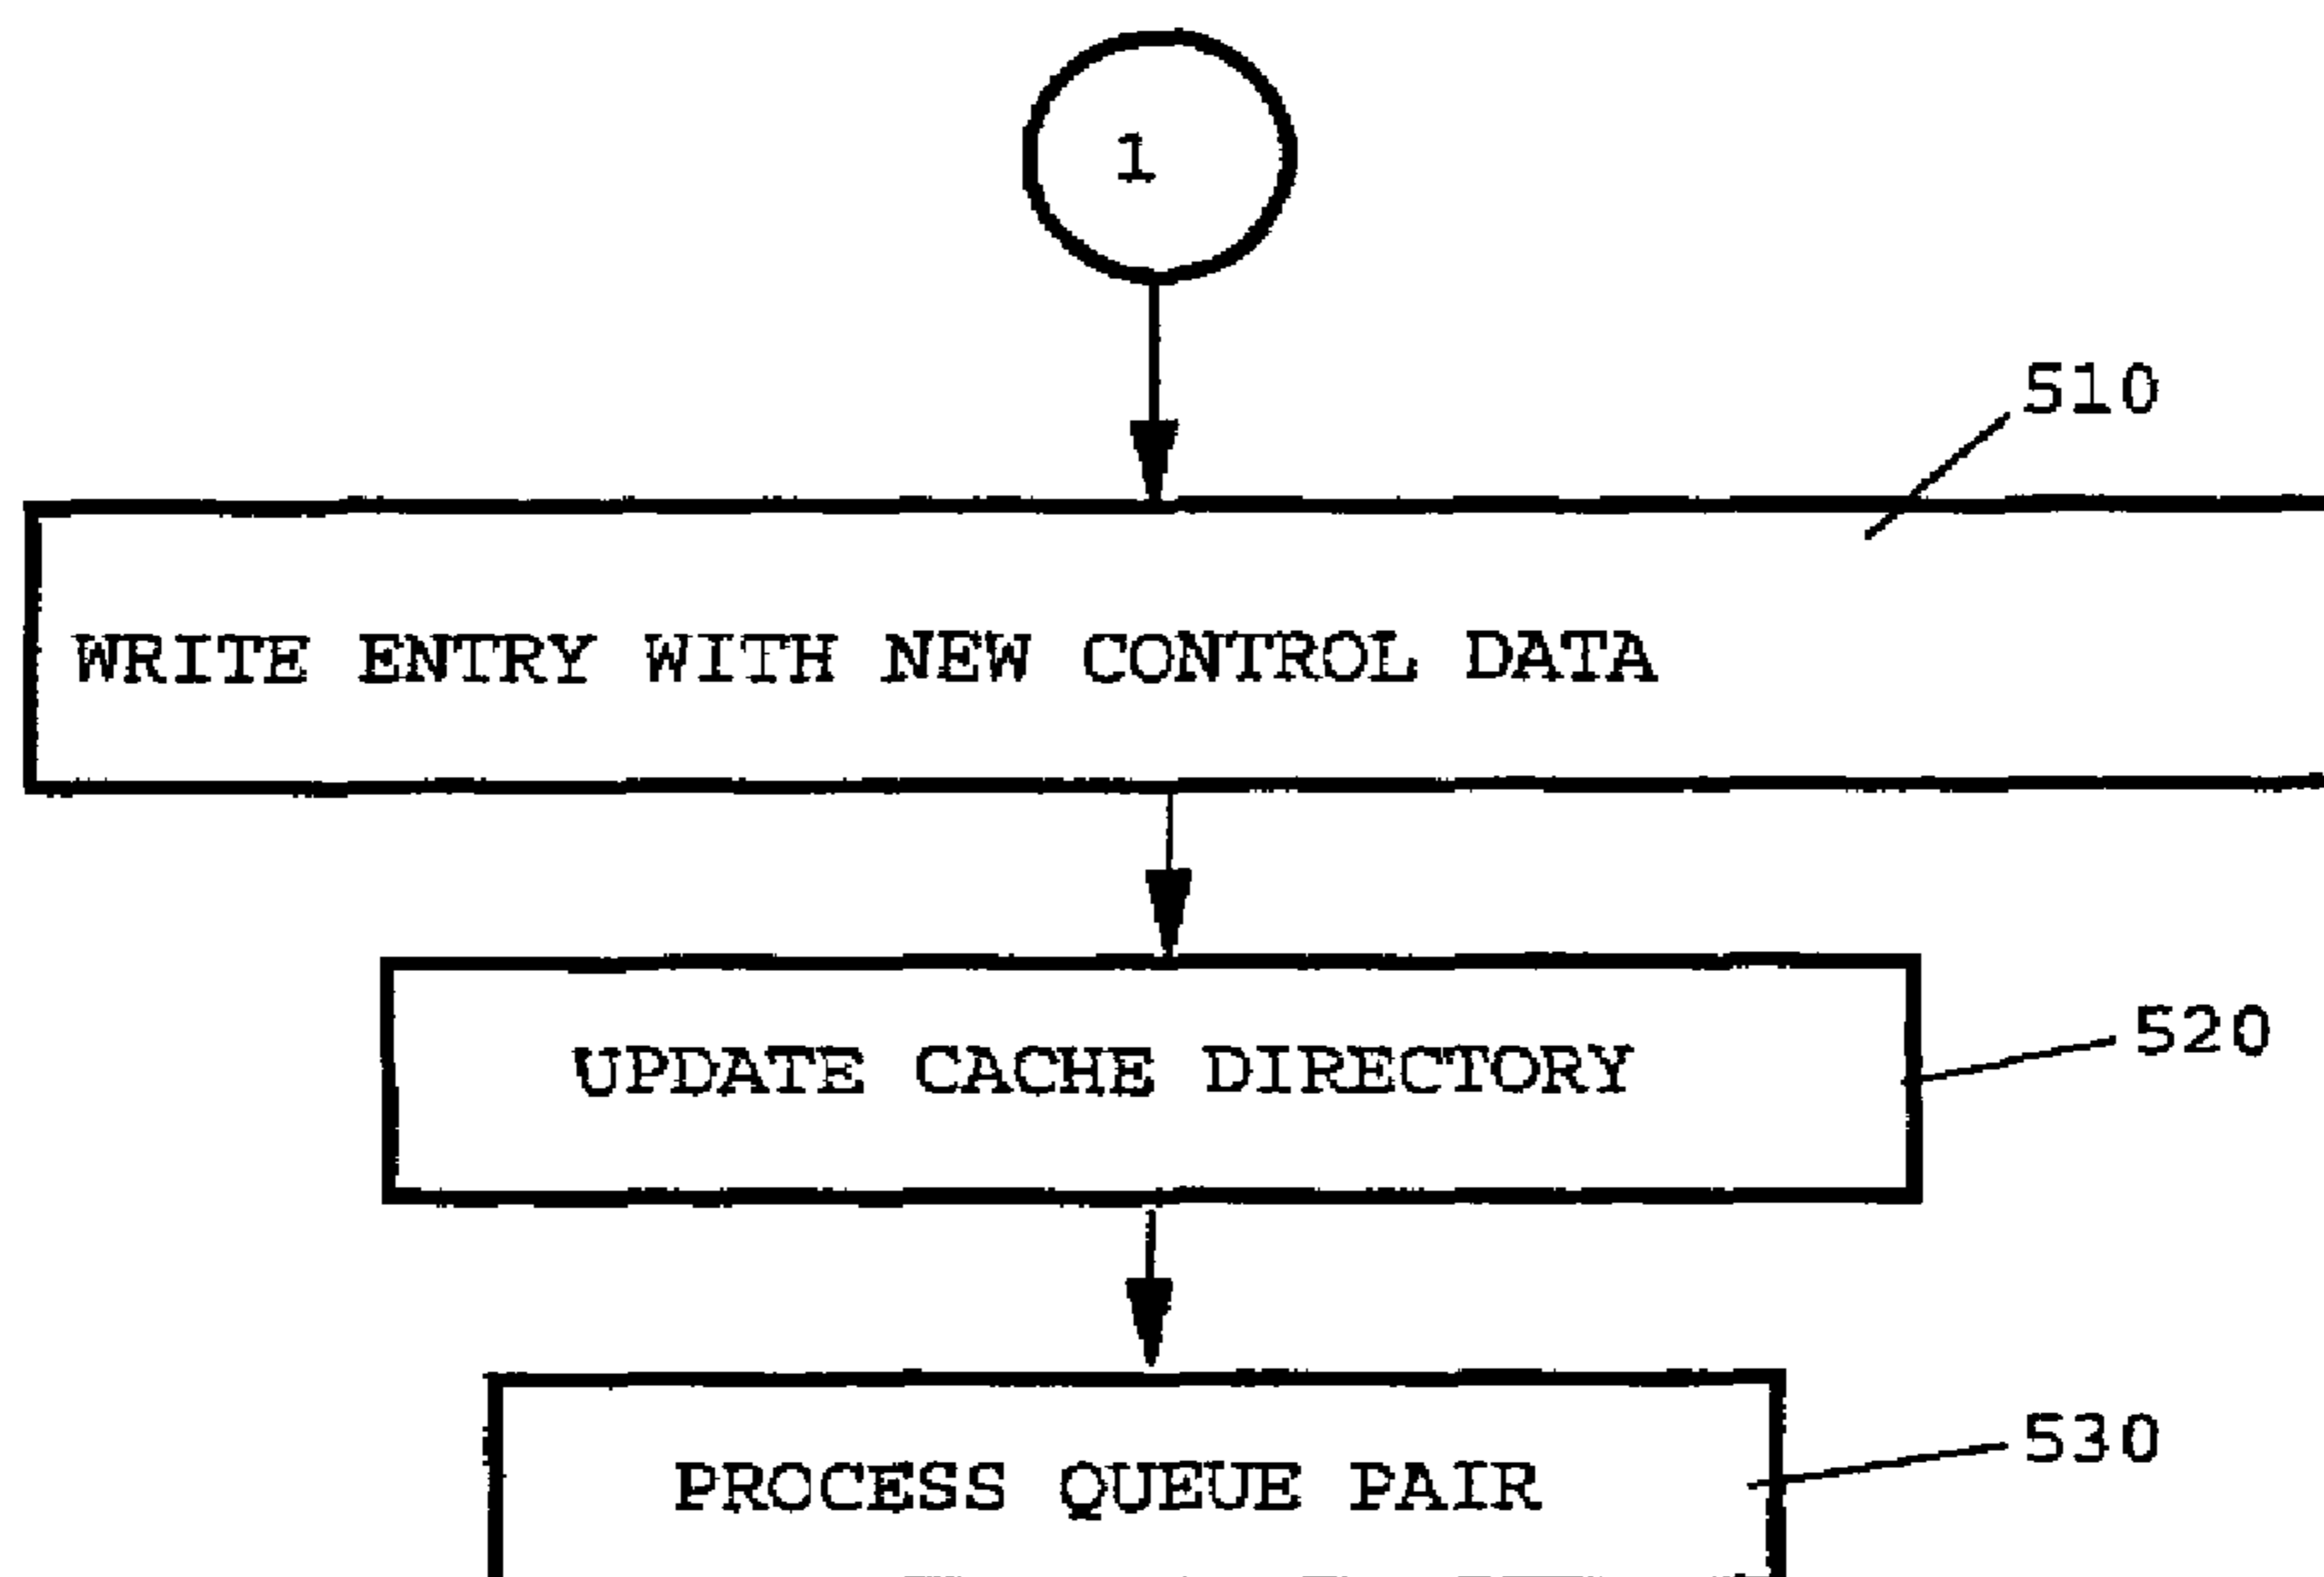 1
510
WRITE ENTRY WITH NEW CONTROL DATA
UPDATE CACHE DIRECTORY
520
530
PROCESS QUEUE PAIR